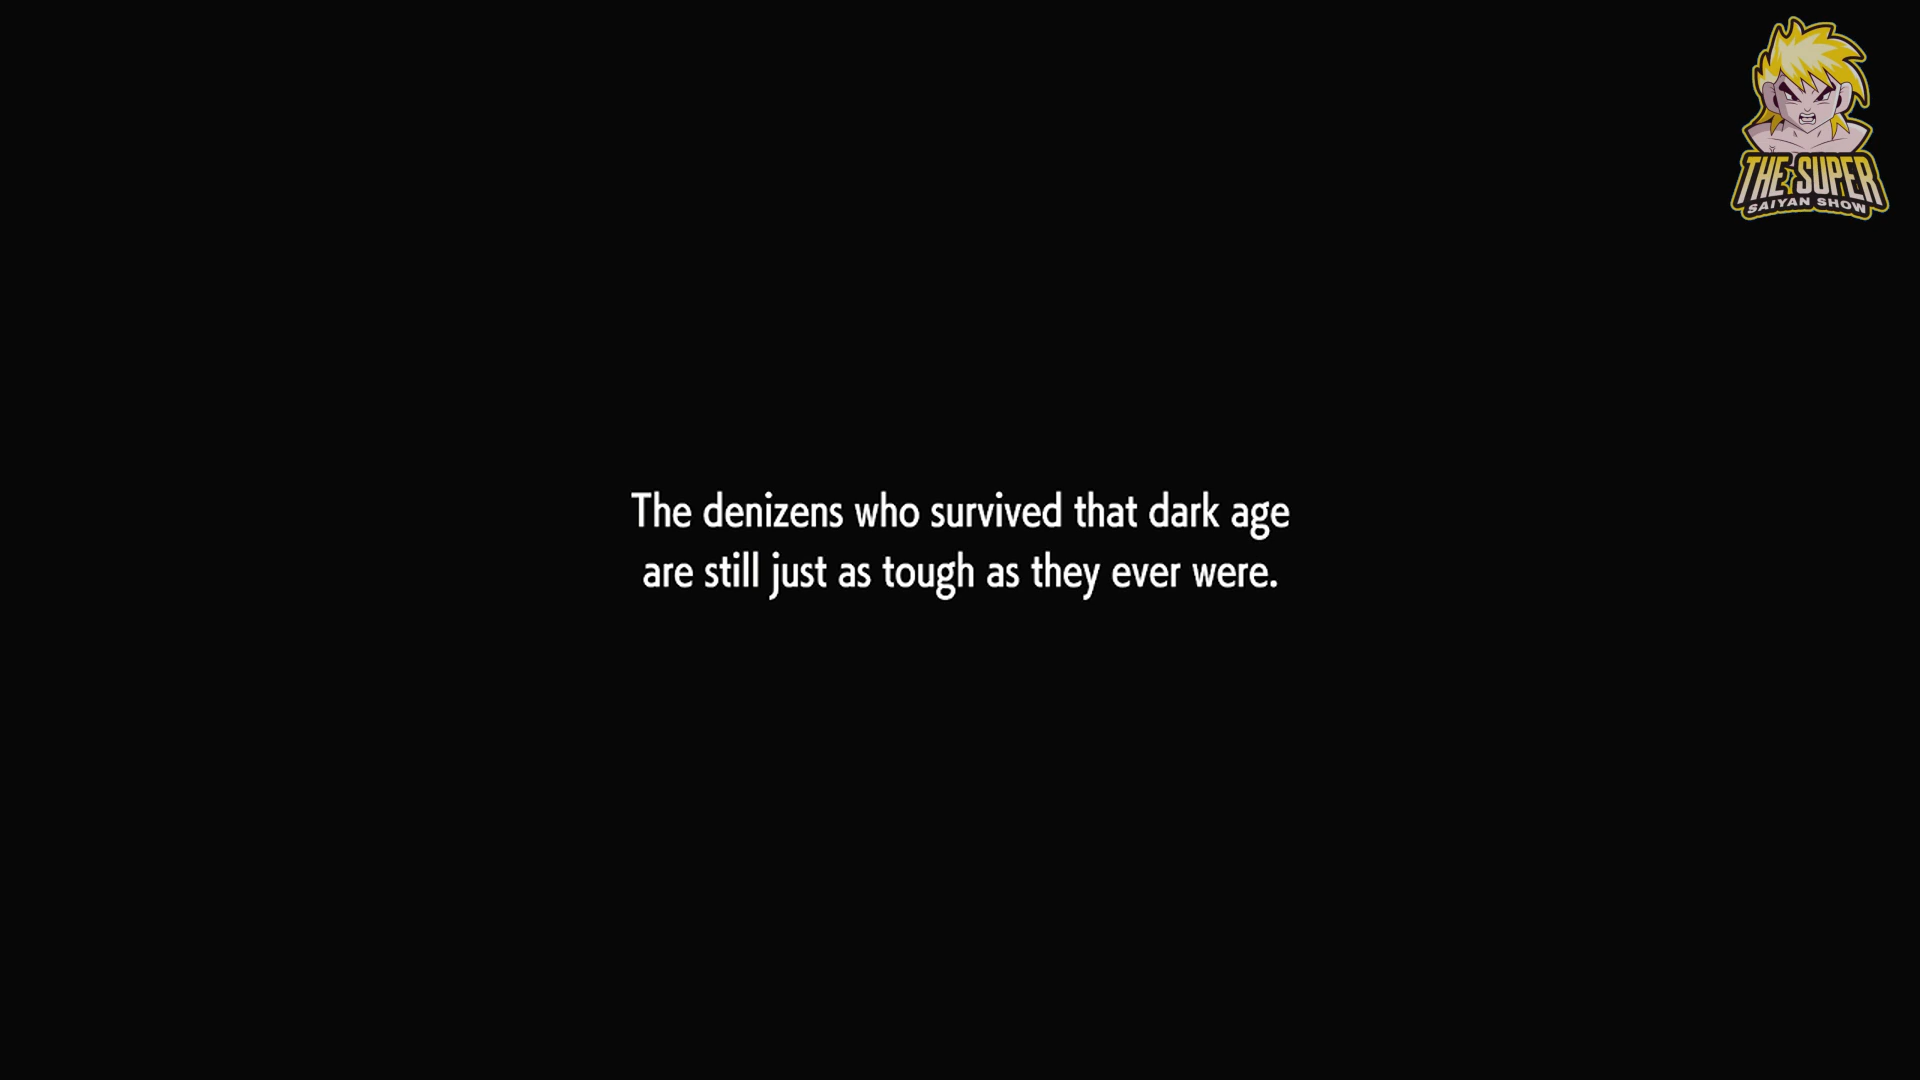 THE SUPER
SAIYAN SHOW
The denizens who survived that dark age
are still just as tough as they ever were.